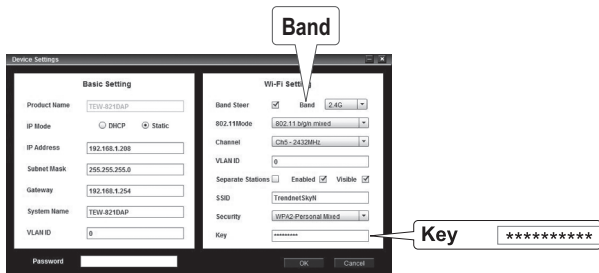 Band
Device Settings
Basic Setting
Product Name TEW-821DAP
IP Mode DHCP Static
IP Address 192.168.1.208
Subnet Mask 255.255.255.0
Gateway 192.168.1.254
System Name TEW-821DAP
VLAN ID 0
Password
Wi-Fi Setting
Band Steer Band 2.4G
802.11Mode 802.11 b/g/n mixed
Channel Ch5 - 2432MHz
VLAN ID 0
Separate Stations Enabled Visible
SSID TrendnetSkyN
Security WPA2-Personal Mixed
Key *********
OK Cancel
Key **********